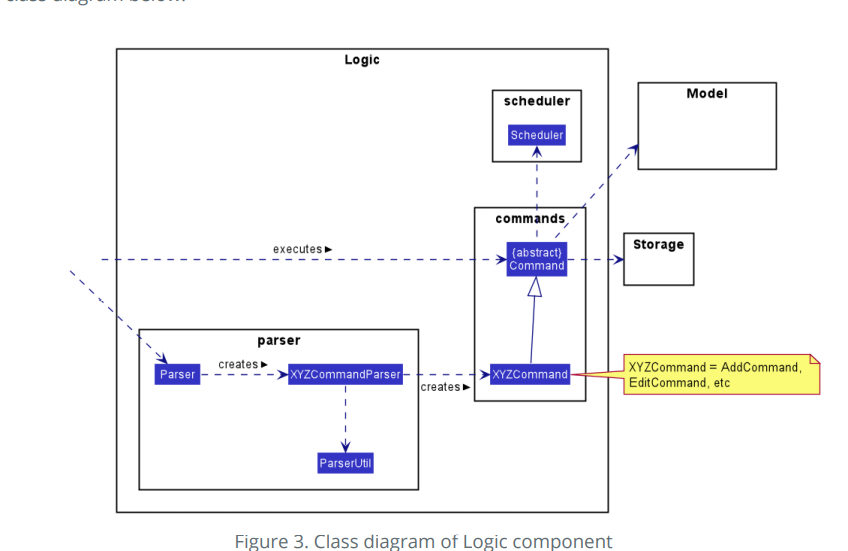 class diagram below.
Logic
scheduler
Scheduler
Model
commands
executes ►
{abstract}
Command
Storage
parser
Parser
creates ►
XYZCommandParser
creates ►
XYZCommand
XYZCommand = AddCommand,
EditCommand, etc
ParserUtil
Figure 3. Class diagram of Logic component